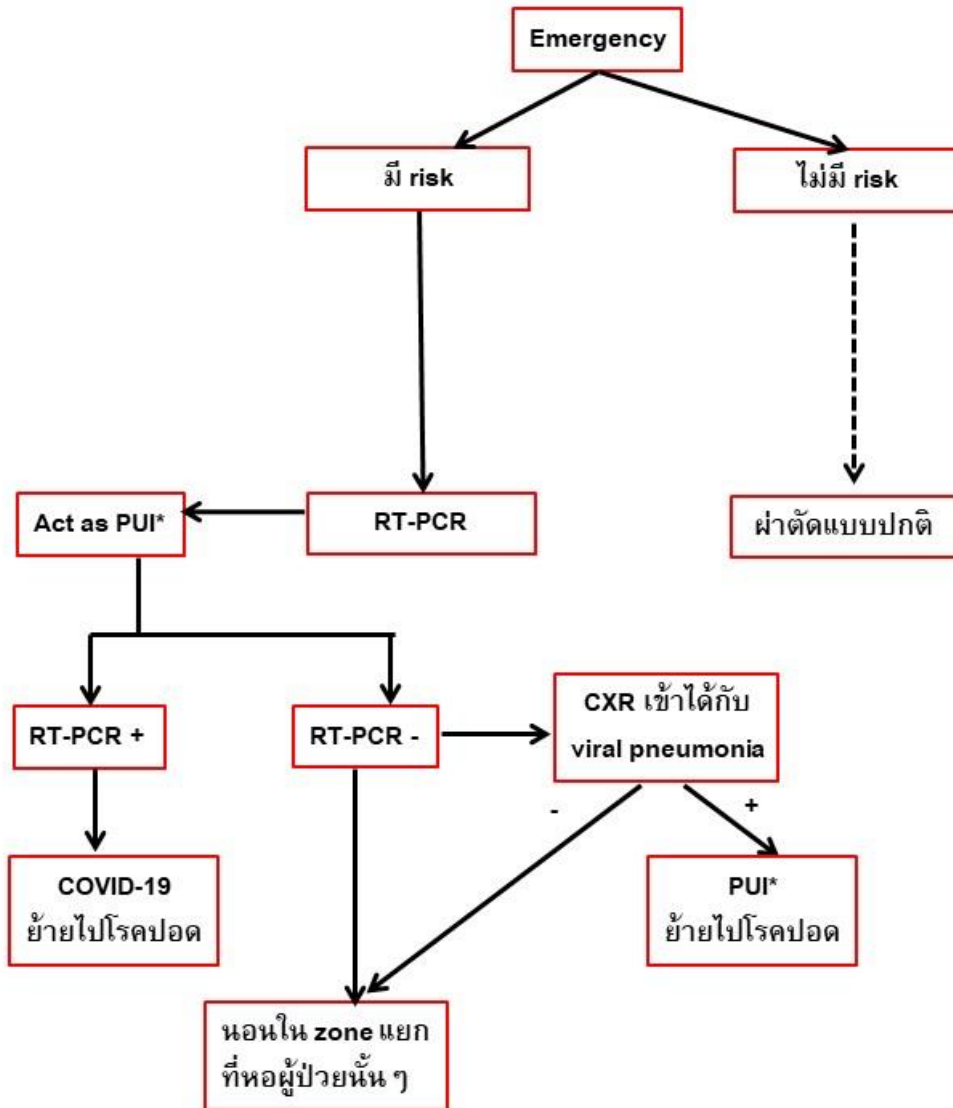 Emergency
มี risk
ไม่มี risk
Act as PUI*
RT-PCR
ผ่าตัดแบบปกติ
RT-PCR +
RT-PCR -
CXR เข้าได้กับ
viral pneumonia
-
+
COVID-19
ย้ายไปโรคปอด
PUI*
ย้ายไปโรคปอด
นอนใน zone แยก
ที่หอผู้ป่วยนั้น ๆ